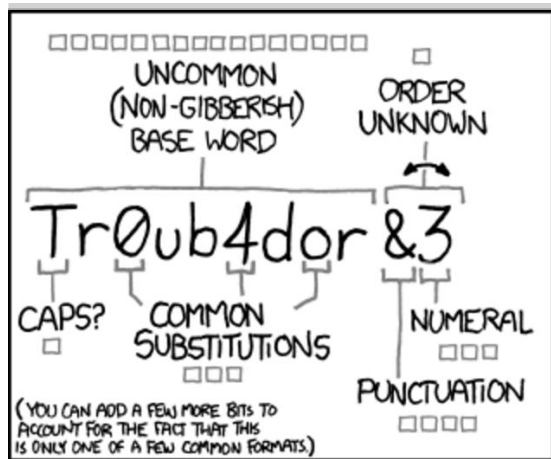 UNCOMMON
(NON-GIBBERISH)
BASE WORD
ORDER
UNKNOWN
Tr0ub4dor &3
CAPS?
COMMON
SUBSTITUTIONS
NUMERAL
PUNCTUATION
(YOU CAN ADD A FEW MORE BITS TO
ACCOUNT FOR THE FACT THAT THIS
IS ONLY ONE OF A FEW COMMON FORMATS.)